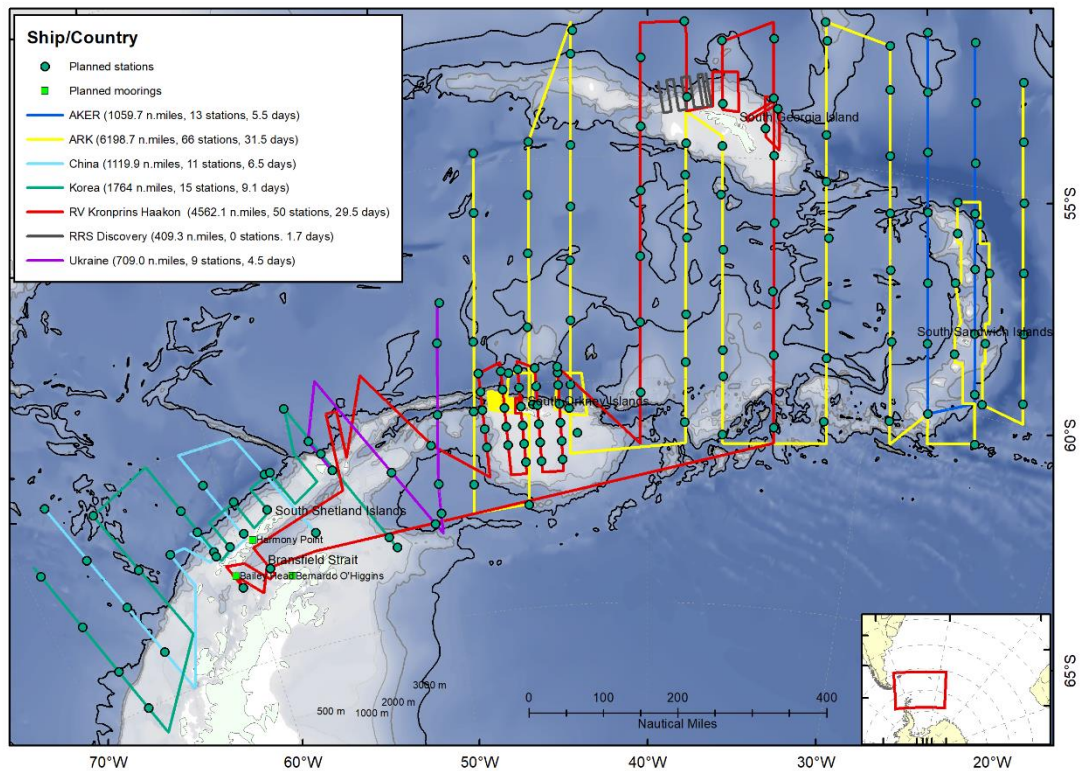 Ship/Country
Planned stations
Planned moorings
AKER (1059.7 n.miles, 13 stations, 5.5 days)
ARK (6198.7 n.miles, 66 stations, 31.5 days)
China (1119.9 n.miles, 11 stations, 6.5 days)
Korea (1764 n.miles, 15 stations, 9.1 days)
RV Kronprins Haakon (4562.1 n.miles, 50 stations, 29.5 days)
RRS Discovery (409.3 n.miles, 0 stations. 1.7 days)
Ukraine (709.0 n.miles, 9 stations, 4.5 days)
South Georgia Island
55°S
South Sandwich Islands
South Orkney Islands
60°S
South Shetland Islands
Harmony Point
Bransfield Strait
Bailey Head
Bernardo O'Higgins
65°S
3000 m
2000 m
1000 m
500 m
0 100 200 400
Nautical Miles
70°W 60°W 50°W 40°W 30°W 20°W